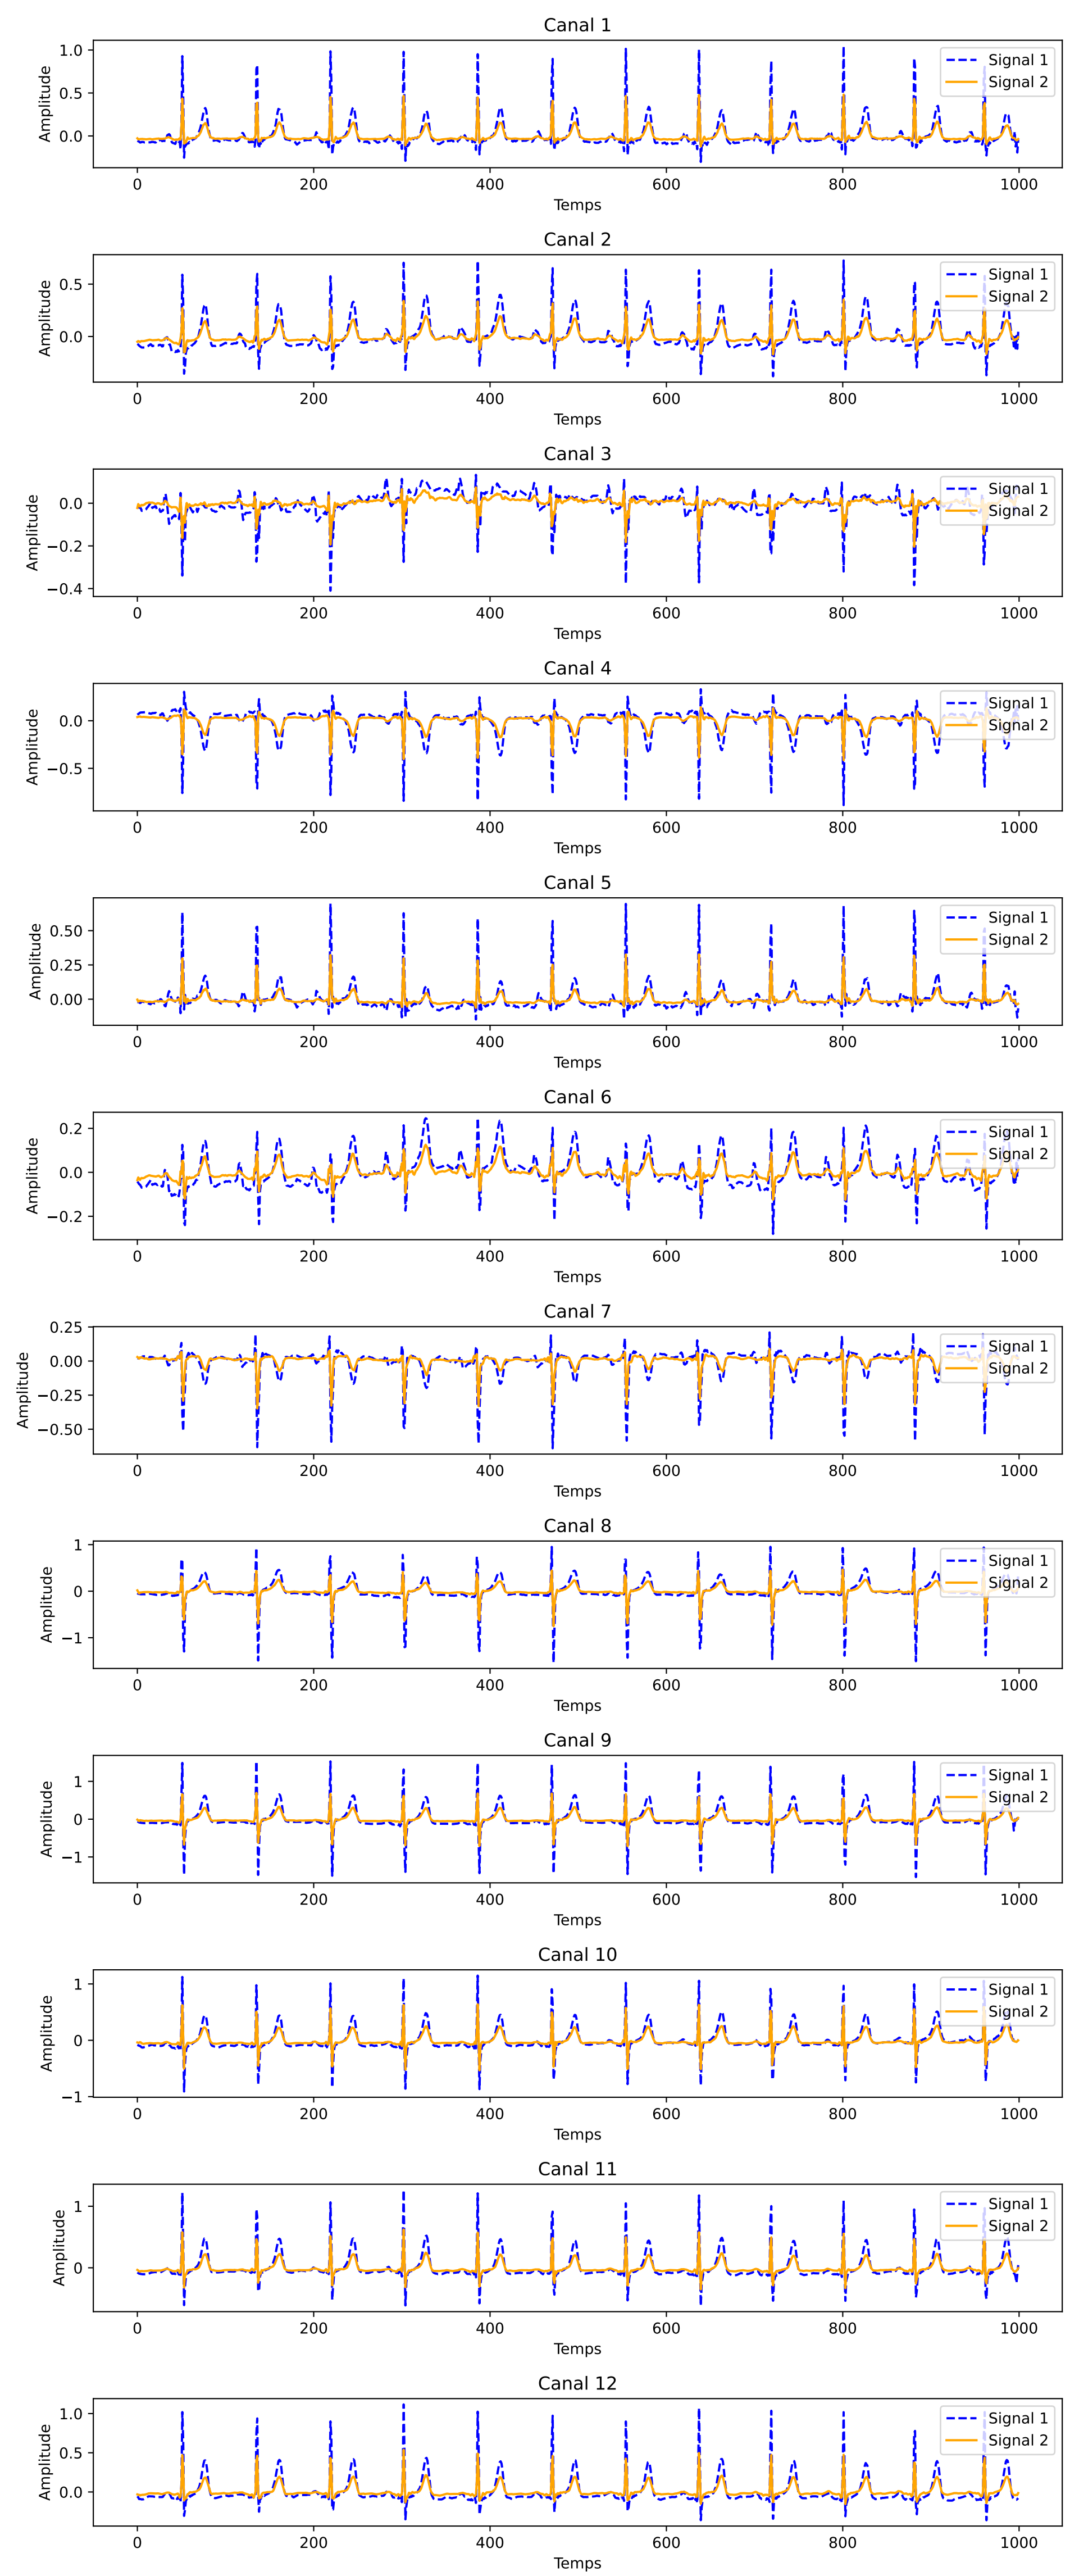 Canal 1
1.0
0.5
0.0
Amplitude
Signal 1
Signal 2
0 200 400 600 800 1000
Temps
Canal 2
0.5
0.0
Amplitude
Signal 1
Signal 2
0 200 400 600 800 1000
Temps
Canal 3
0.0
−0.2
−0.4
Amplitude
Signal 1
Signal 2
0 200 400 600 800 1000
Temps
Canal 4
0.0
−0.5
Amplitude
Signal 1
Signal 2
0 200 400 600 800 1000
Temps
Canal 5
0.50
0.25
0.00
Amplitude
Signal 1
Signal 2
0 200 400 600 800 1000
Temps
Canal 6
0.2
0.0
−0.2
Amplitude
Signal 1
Signal 2
0 200 400 600 800 1000
Temps
Canal 7
0.25
0.00
−0.25
−0.50
Amplitude
Signal 1
Signal 2
0 200 400 600 800 1000
Temps
Canal 8
1
0
−1
Amplitude
Signal 1
Signal 2
0 200 400 600 800 1000
Temps
Canal 9
1
0
−1
Amplitude
Signal 1
Signal 2
0 200 400 600 800 1000
Temps
Canal 10
1
0
−1
Amplitude
Signal 1
Signal 2
0 200 400 600 800 1000
Temps
Canal 11
1
0
Amplitude
Signal 1
Signal 2
0 200 400 600 800 1000
Temps
Canal 12
1.0
0.5
0.0
Amplitude
Signal 1
Signal 2
0 200 400 600 800 1000
Temps